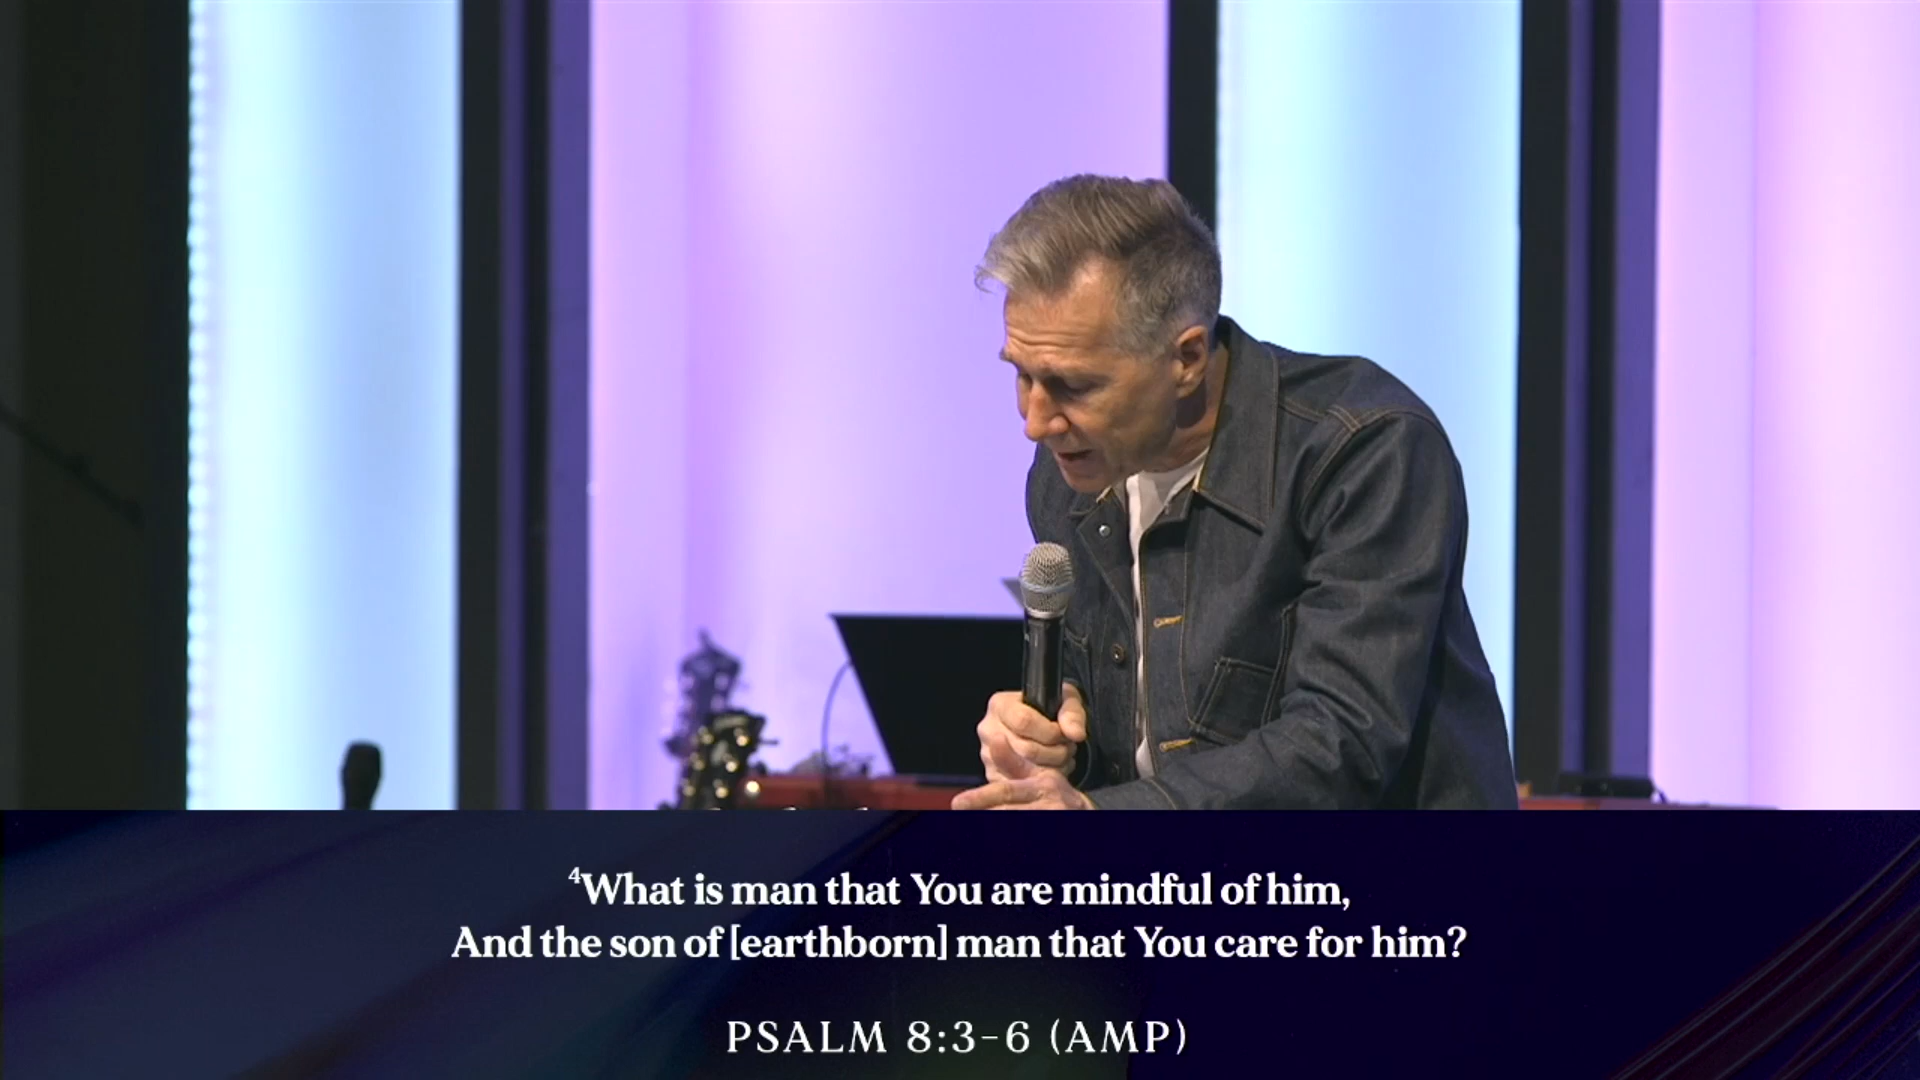 ⁴What is man that You are mindful of him,
And the son of [earthborn] man that You care for him?
PSALM 8:3-6 (AMP)